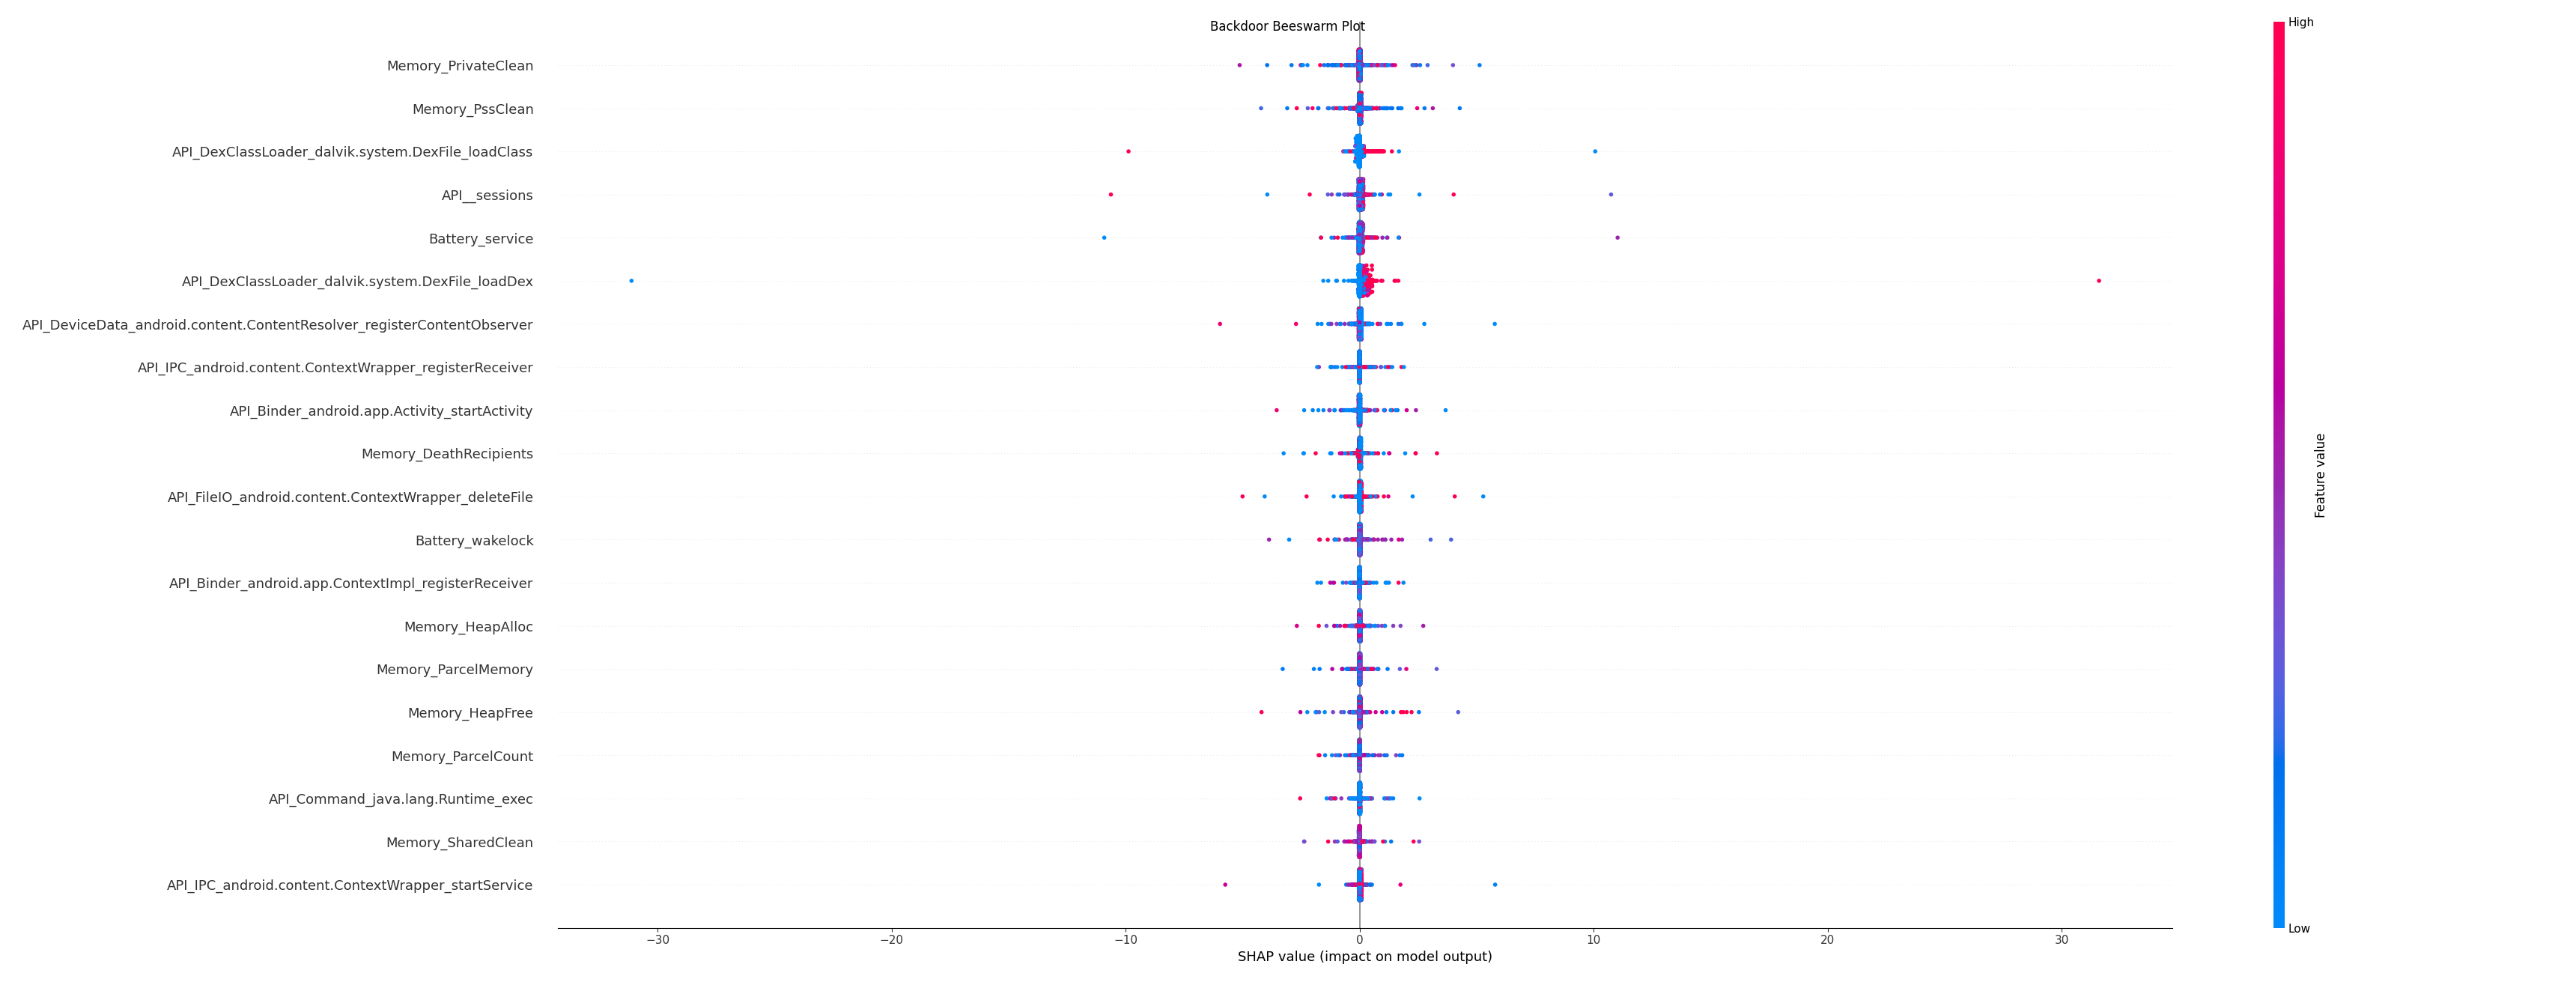 Backdoor Beeswarm Plot
High
Memory_PrivateClean
Memory_PssClean
API_DexClassLoader_dalvik.system.DexFile_loadClass
API__sessions
Battery_service
API_DexClassLoader_dalvik.system.DexFile_loadDex
API_DeviceData_android.content.ContentResolver_registerContentObserver
API_IPC_android.content.ContextWrapper_registerReceiver
API_Binder_android.app.Activity_startActivity
Memory_DeathRecipients
API_FileIO_android.content.ContextWrapper_deleteFile
Battery_wakelock
API_Binder_android.app.ContextImpl_registerReceiver
Memory_HeapAlloc
Memory_ParcelMemory
Memory_HeapFree
Memory_ParcelCount
API_Command_java.lang.Runtime_exec
Memory_SharedClean
API_IPC_android.content.ContextWrapper_startService
Feature value
Low
−30 −20 −10 0 10 20 30
SHAP value (impact on model output)